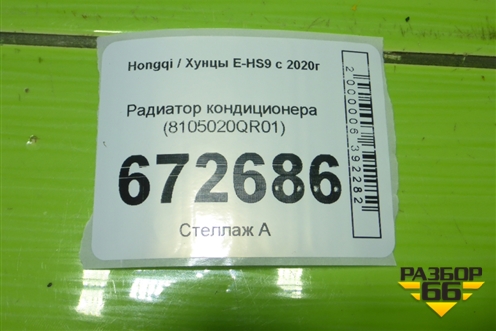 Hongqi / Хунцы E-HS9 с 2020г
Радиатор кондиционера
(8105020QR01)
672686
Стеллаж А
2000006392282
РАЗБОР
66